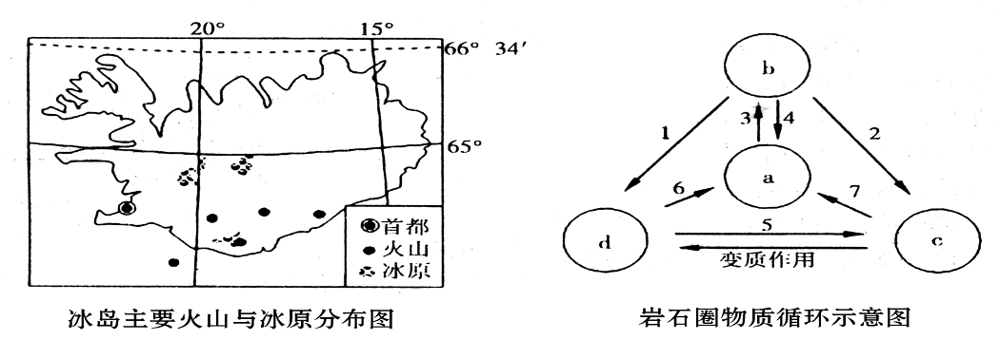 20° 15°
66° 34′
65°
首都
火山
冰原
冰岛主要火山与冰原分布图
b
1 3 4 2
a
6 7
d 5 c
变质作用
岩石圈物质循环示意图